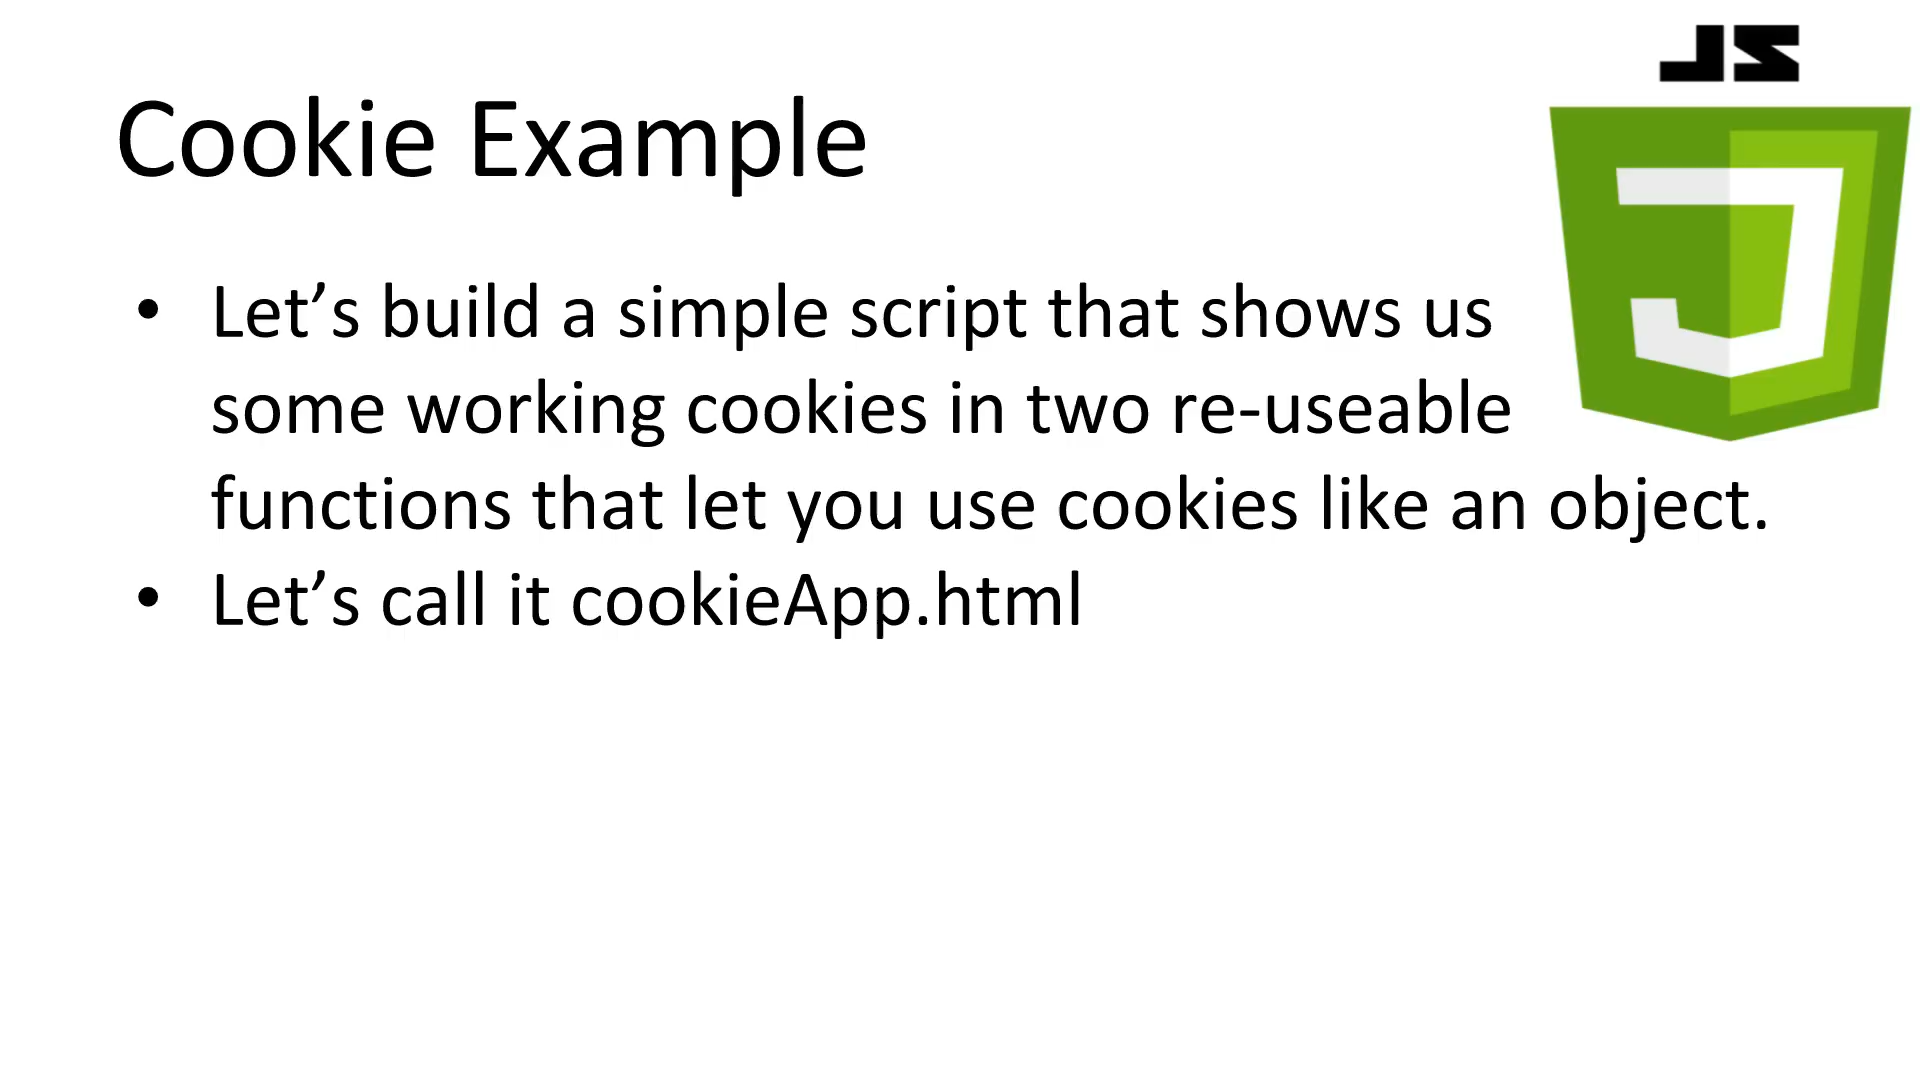 JS
Cookie Example
• Let’s build a simple script that shows us
some working cookies in two re-useable
functions that let you use cookies like an object.
• Let’s call it cookieApp.html